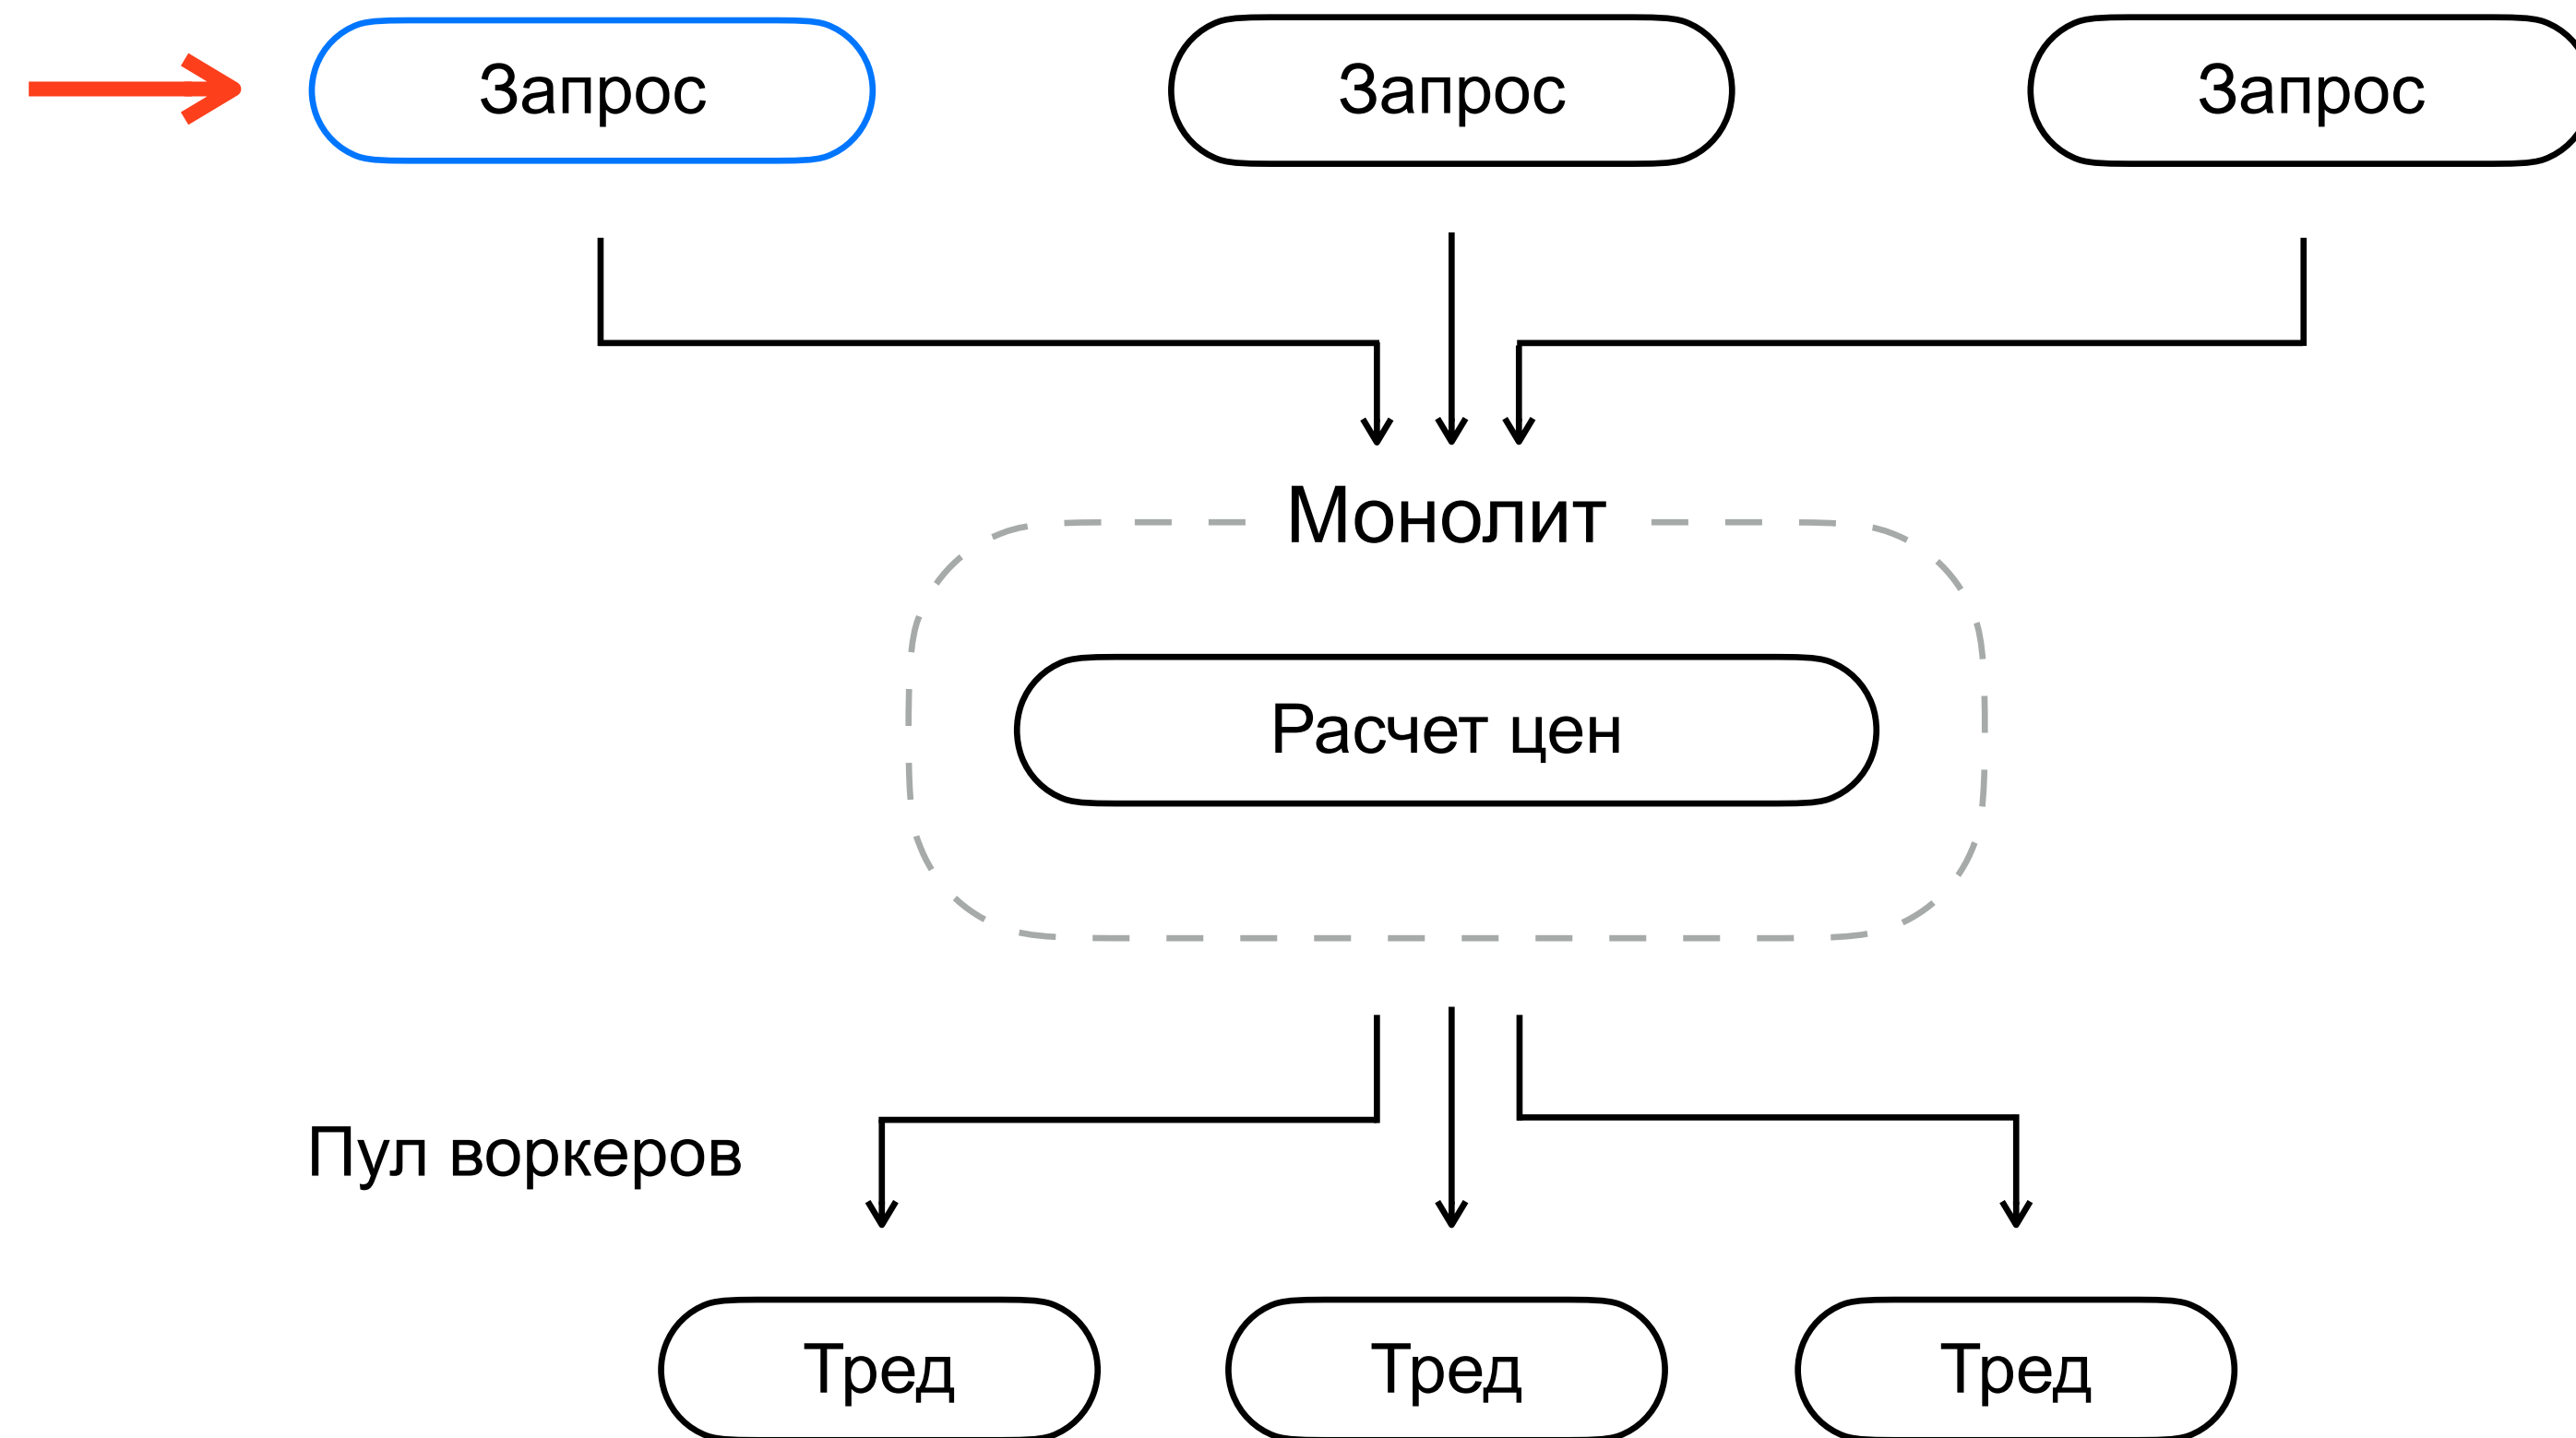 Запрос
Запрос
Запрос
Монолит
Расчет цен
Пул воркеров
Тред
Тред
Тред